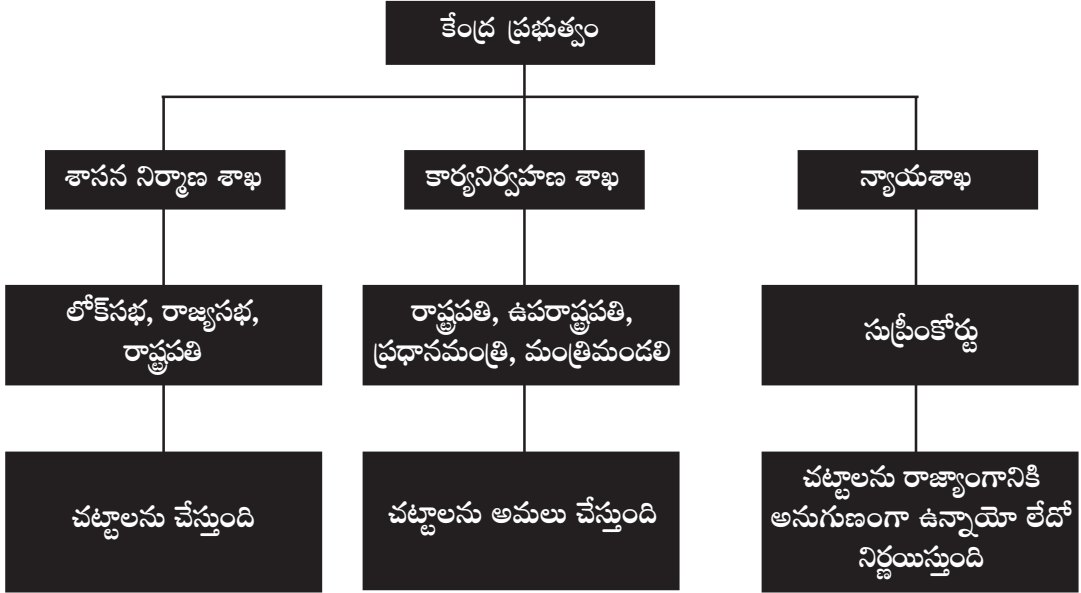 కేంద్ర ప్రభుత్వం
శాసన నిర్మాణ శాఖ
కార్యనిర్వహణ శాఖ
న్యాయశాఖ
లోక్‌సభ, రాజ్యసభ,
రాష్ట్రపతి
రాష్ట్రపతి, ఉపరాష్ట్రపతి,
ప్రధానమంత్రి, మంత్రిమండలి
సుప్రీంకోర్టు
చట్టాలను చేస్తుంది
చట్టాలను అమలు చేస్తుంది
చట్టాలను రాజ్యాంగానికి
అనుగుణంగా ఉన్నాయో లేదో
నిర్ణయిస్తుంది